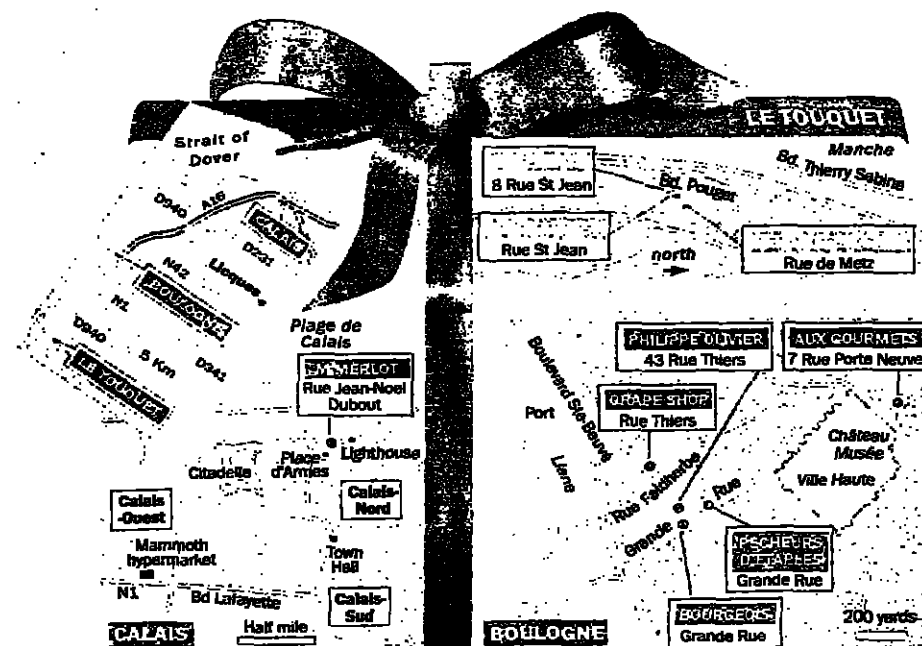 Strait of
Dover
D940
A16
CALAIS
D231
N42
Licques
BOULOGNE
N1
D940
5 Km
D341
LE TOUQUET
LE TOUQUET
Manche
Bd. Thierry Sabine
8 Rue St Jean
Bd. Pouget
Rue St Jean
north
Rue de Metz
Plage de
Calais
M MERLOT
Rue Jean-Noel
Dubout
Lighthouse
Place
d'Armes
Citadelle
Calais
-Ouest
Calais-
Nord
Mammoth
hypermarket
Town
Hall
N1
Bd Lafayette
Calais-
Sud
CALAIS
Half mile
PHILIPPE OLIVIER
43 Rue Thiers
AUX GOURMETS
7 Rue Porte Neuve
Boulevard Ste-Beuve
GRAPE SHOP
Rue Thiers
Port
Liane
Château
Musée
Ville Haute
Rue Faidherbe
Grande
Rue
D'ETAPLES
Grande Rue
BOURGEOIS
Grande Rue
200 yards
BOULOGNE